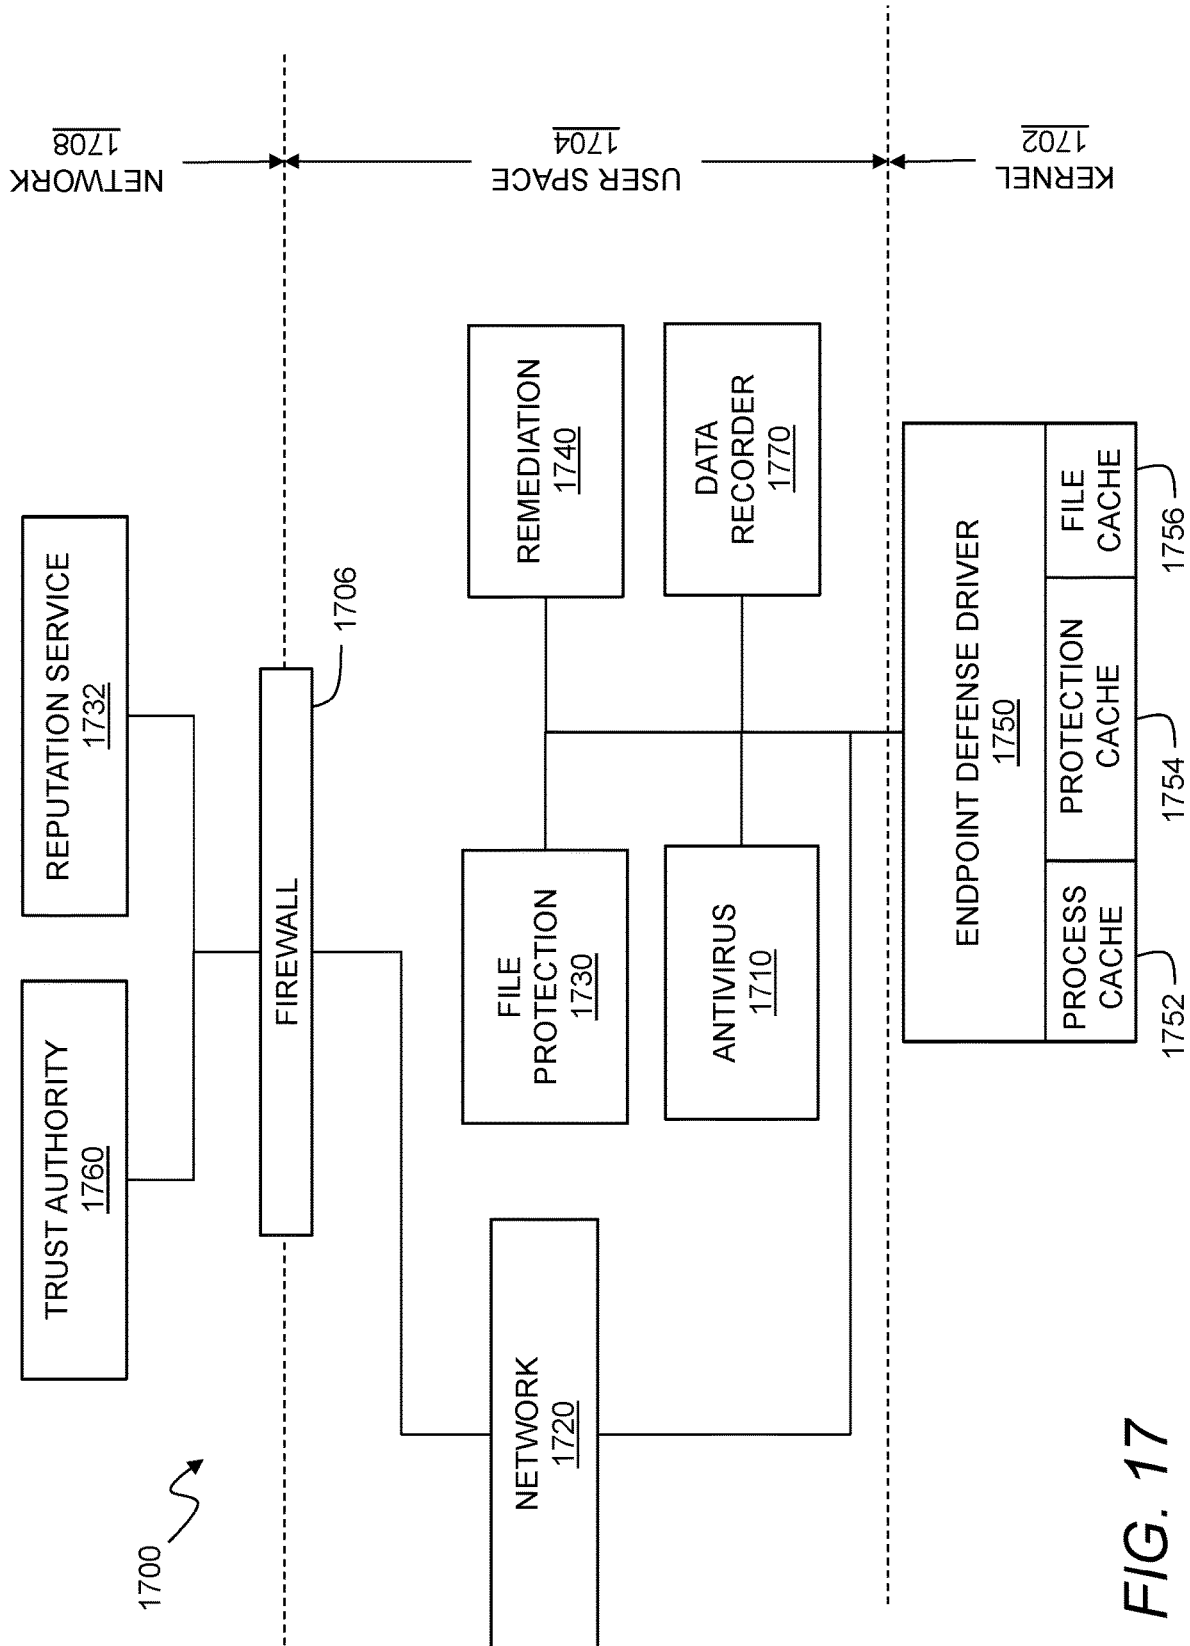 1700
TRUST AUTHORITY
1760
REPUTATION SERVICE
1732
NETWORK
1708
FIREWALL
1706
NETWORK
1720
FILE
PROTECTION
1730
REMEDIATION
1740
USER SPACE
1704
ANTIVIRUS
1710
DATA
RECORDER
1770
ENDPOINT DEFENSE DRIVER
1750
PROCESS
CACHE
PROTECTION
CACHE
FILE
CACHE
1752
1754
1756
KERNEL
1702
FIG. 17